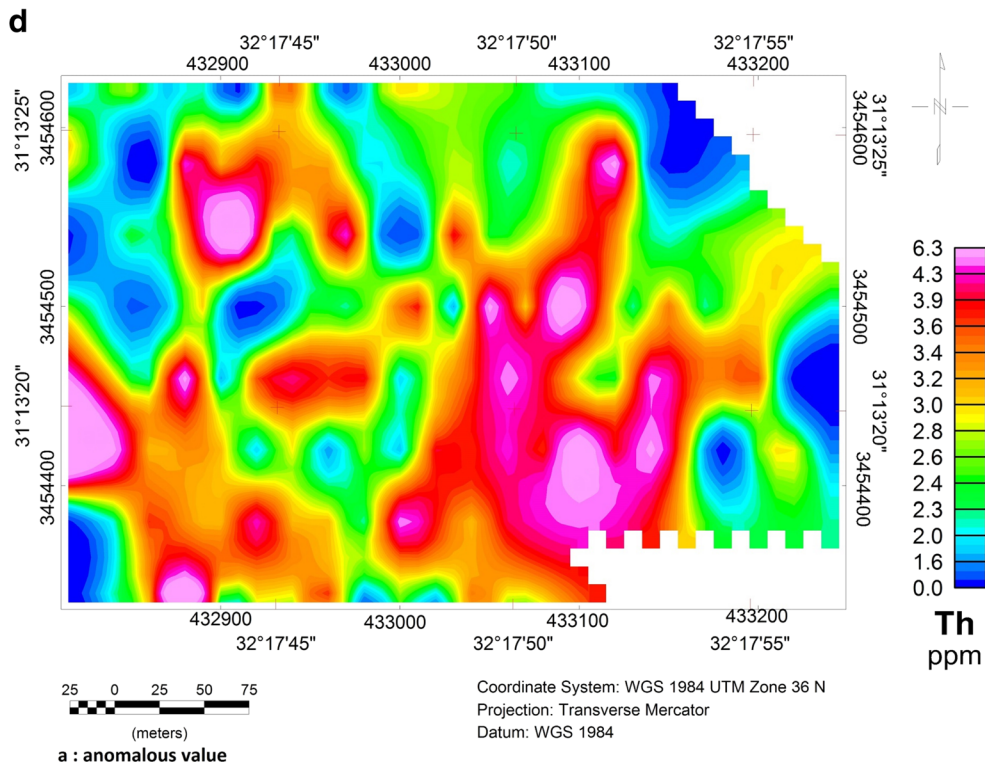 d
32°17'45" 32°17'50" 32°17'55"
432900 433000 433100 433200
31°13'25" 3454600
3454500
31°13'20"
3454400
31°13'25" 3454600
3454500
31°13'20"
3454400
N
6.3
4.3
3.9
3.6
3.4
3.2
3.0
2.8
2.6
2.4
2.3
2.0
1.6
0.0
Th
ppm
432900 433000 433100 433200
32°17'45" 32°17'50" 32°17'55"
25 0 25 50 75
(meters)
a : anomalous value
Coordinate System: WGS 1984 UTM Zone 36 N
Projection: Transverse Mercator
Datum: WGS 1984